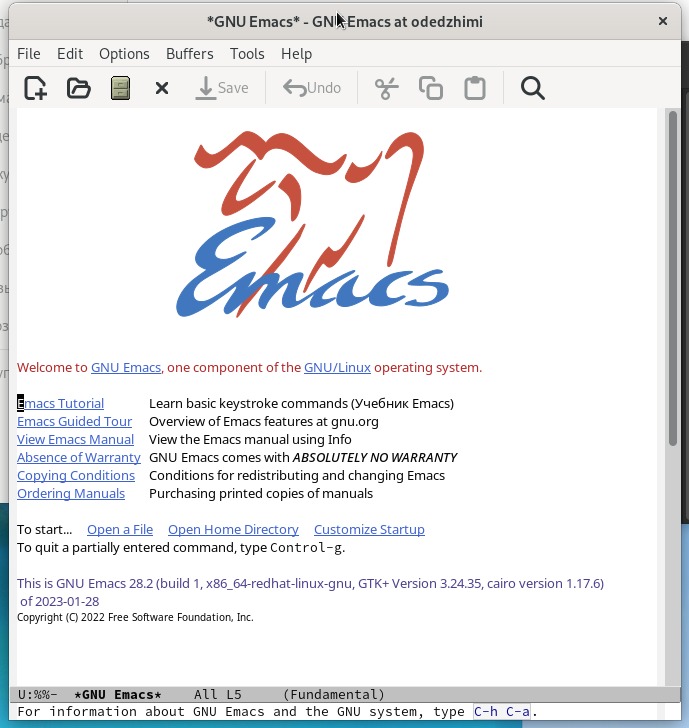 *GNU Emacs* - GNU Emacs at odedzhimi
File Edit Options Buffers Tools Help
Save Undo
Emacs
Welcome to GNU Emacs, one component of the GNU/Linux operating system.
Emacs Tutorial Learn basic keystroke commands (Учебник Emacs)
Emacs Guided Tour Overview of Emacs features at gnu.org
View Emacs Manual View the Emacs manual using Info
Absence of Warranty GNU Emacs comes with ABSOLUTELY NO WARRANTY
Copying Conditions Conditions for redistributing and changing Emacs
Ordering Manuals Purchasing printed copies of manuals
To start... Open a File Open Home Directory Customize Startup
To quit a partially entered command, type Control-g.
This is GNU Emacs 28.2 (build 1, x86_64-redhat-linux-gnu, GTK+ Version 3.24.35, cairo version 1.17.6)
of 2023-01-28
Copyright (C) 2022 Free Software Foundation, Inc.
U:%%- *GNU Emacs* All L5 (Fundamental)
For information about GNU Emacs and the GNU system, type C-h C-a.